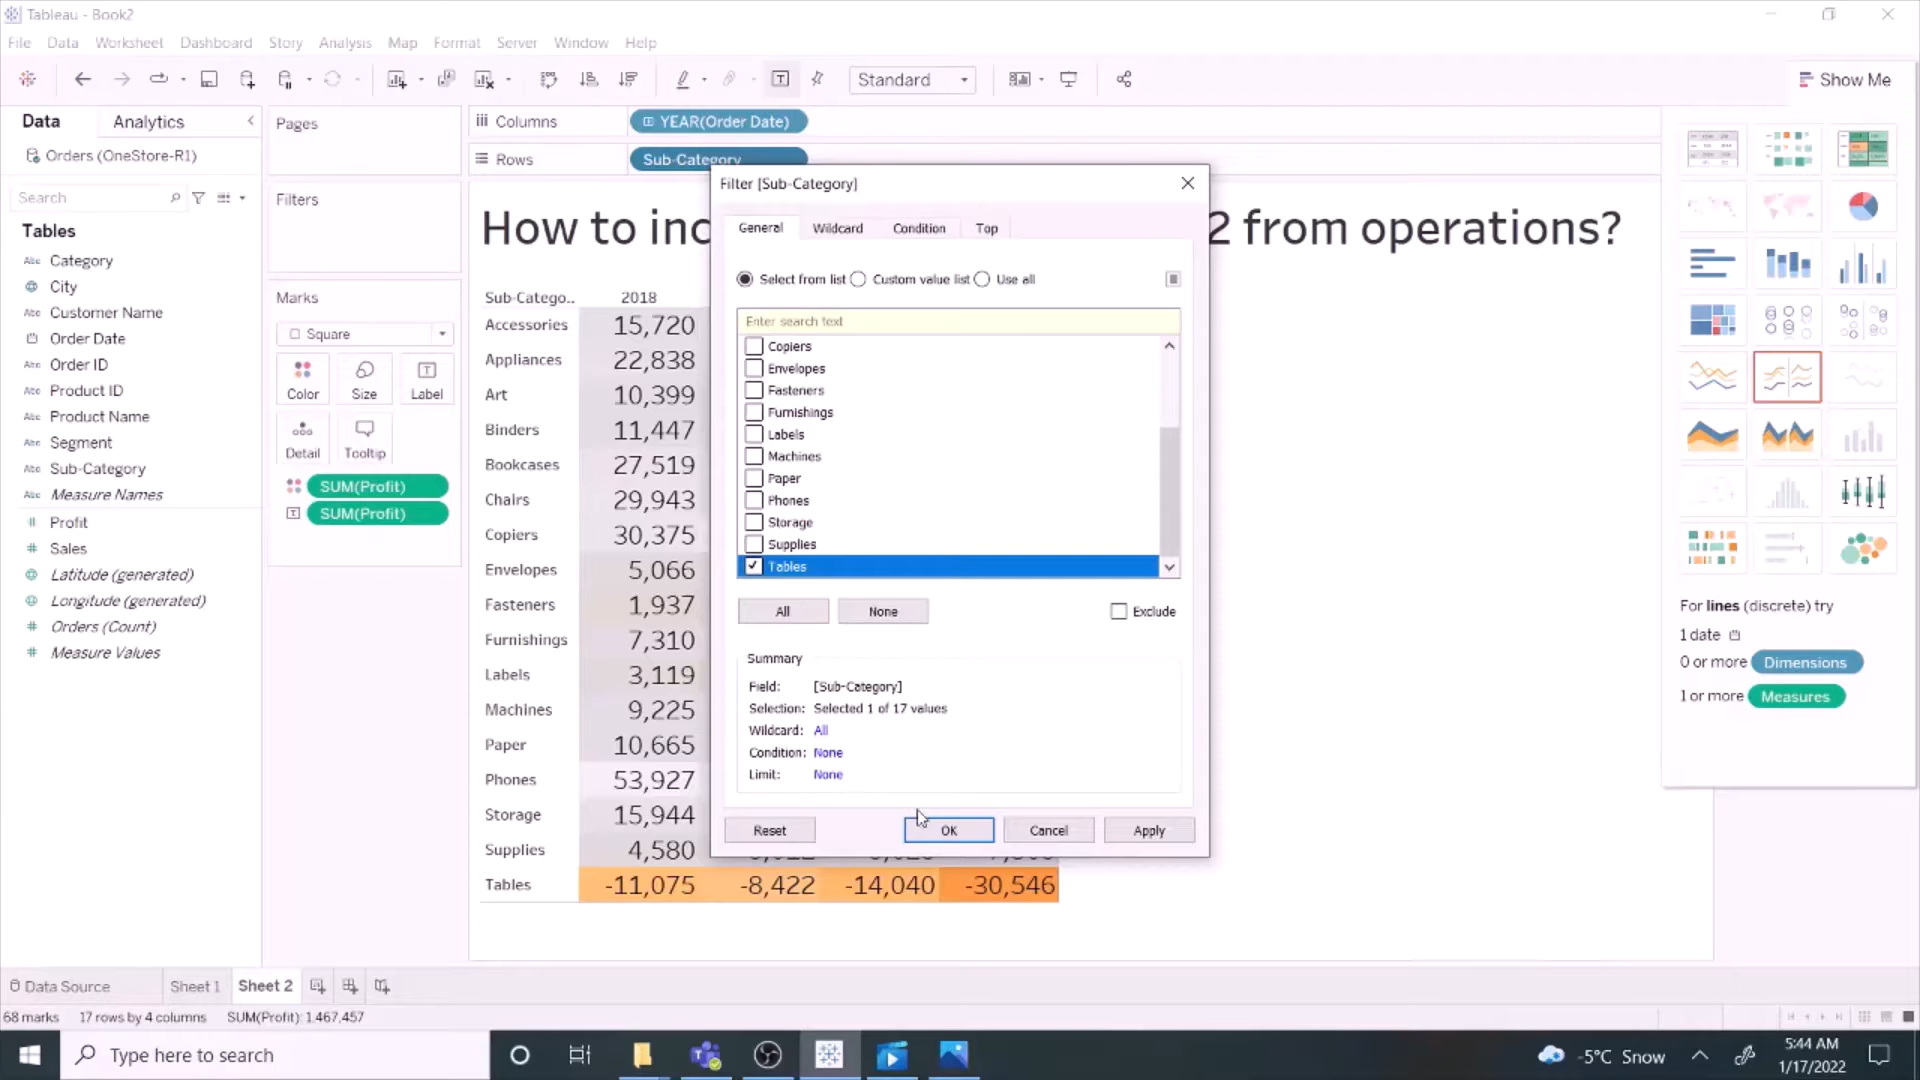 Tableau - Book2
File Data Worksheet Dashboard Story Analysis Map Format Server Window Help
Standard
Show Me
Data Analytics
Orders (OneStore-R1)
Search
Tables
Abc Category
City
Abc Customer Name
Order Date
Abc Order ID
Abc Product ID
Abc Product Name
Abc Segment
Abc Sub-Category
Abc Measure Names
# Profit
# Sales
Latitude (generated)
Longitude (generated)
# Orders (Count)
# Measure Values
Pages
Filters
Marks
Square
Color Size Label
Detail Tooltip
SUM(Profit)
SUM(Profit)
iii Columns YEAR(Order Date)
Rows Sub-Category
How to inc
2 from operations?
Sub-Catego.. 2018
Accessories 15,720
Appliances 22,838
Art 10,399
Binders 11,447
Bookcases 27,519
Chairs 29,943
Copiers 30,375
Envelopes 5,066
Fasteners 1,937
Furnishings 7,310
Labels 3,119
Machines 9,225
Paper 10,665
Phones 53,927
Storage 15,944
Supplies 4,580
Tables -11,075 -8,422 -14,040 -30,546
Filter [Sub-Category]
General Wildcard Condition Top
Select from list Custom value list Use all
Enter search text
Copiers
Envelopes
Fasteners
Furnishings
Labels
Machines
Paper
Phones
Storage
Supplies
Tables
All None Exclude
Summary
Field: [Sub-Category]
Selection: Selected 1 of 17 values
Wildcard: All
Condition: None
Limit: None
Reset OK Cancel Apply
For lines (discrete) try
1 date
0 or more Dimensions
1 or more Measures
Data Source Sheet 1 Sheet 2
68 marks 17 rows by 4 columns SUM(Profit): 1,467,457
Type here to search
-5°C Snow
5:44 AM
1/17/2022